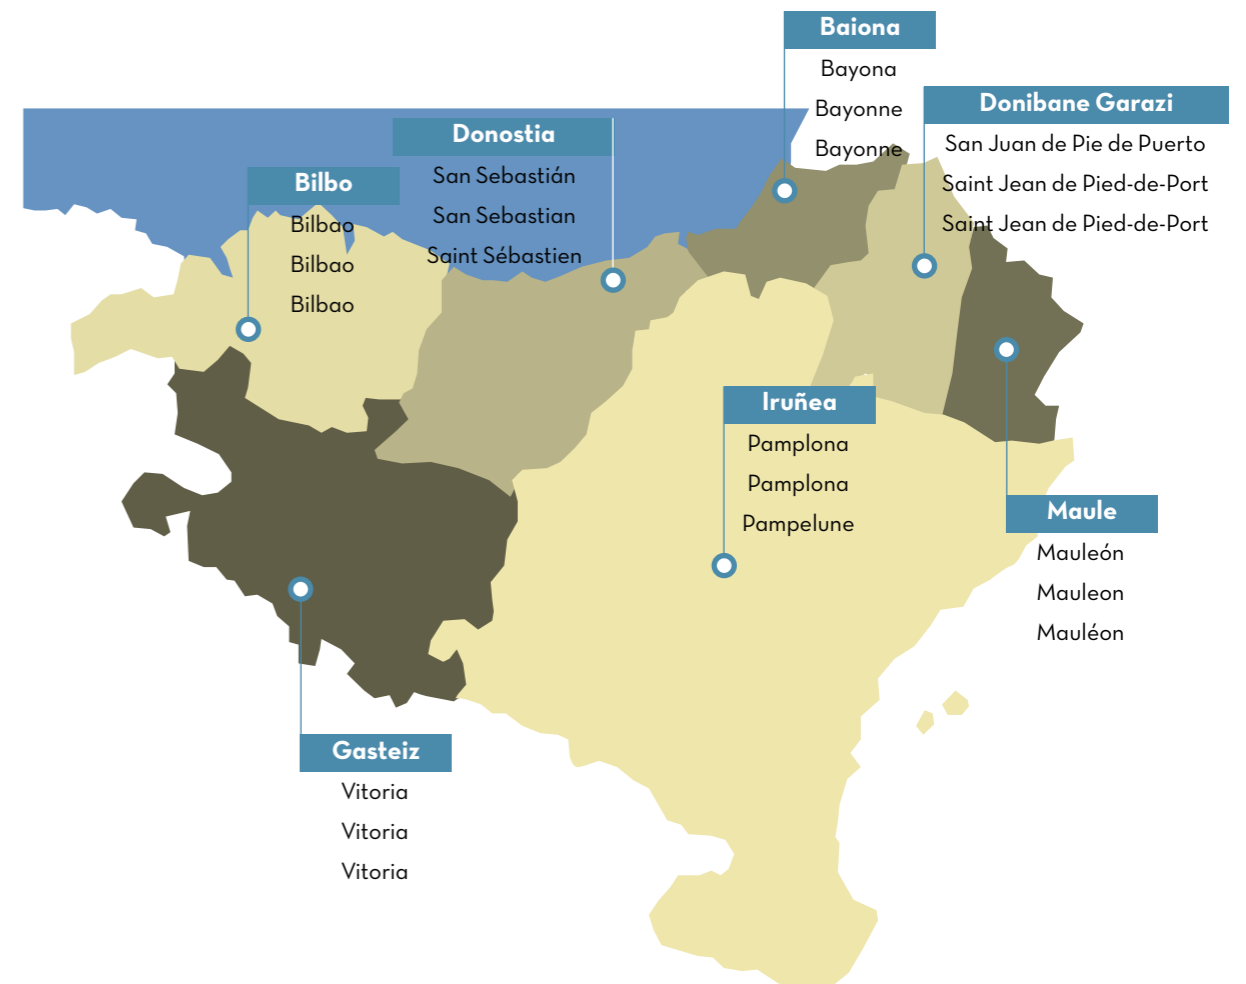 Baiona
Bayona
Bayonne
Bayonne
Donibane Garazi
San Juan de Pie de Puerto
Saint Jean de Pied-de-Port
Saint Jean de Pied-de-Port
Donostia
San Sebastián
San Sebastian
Saint Sébastien
Bilbo
Bilbao
Bilbao
Bilbao
Iruñea
Pamplona
Pamplona
Pampelune
Maule
Mauleón
Mauleon
Mauléon
Gasteiz
Vitoria
Vitoria
Vitoria